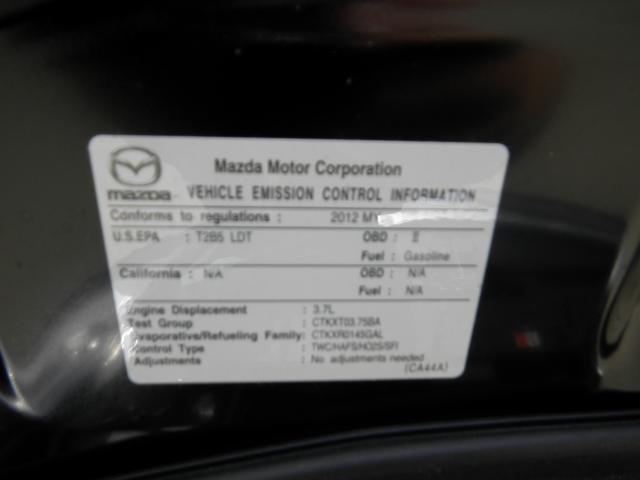 Mazda Motor Corporation
mazda VEHICLE EMISSION CONTROL INFORMATION
Conforms to regulations : 2012 MY
U.S.EPA : T2B5 LDT OBD : II
Fuel : Gasoline
California : N/A OBD : N/A
Fuel : N/A
Engine Displacement : 3.7L
Test Group : CTKXT03.75BA
Evaporative/Refueling Family: CTKXR0145GAL
Control Type : TWC/HAFS/HO2S/SFI
Adjustments : No adjustments needed
(CA44A)